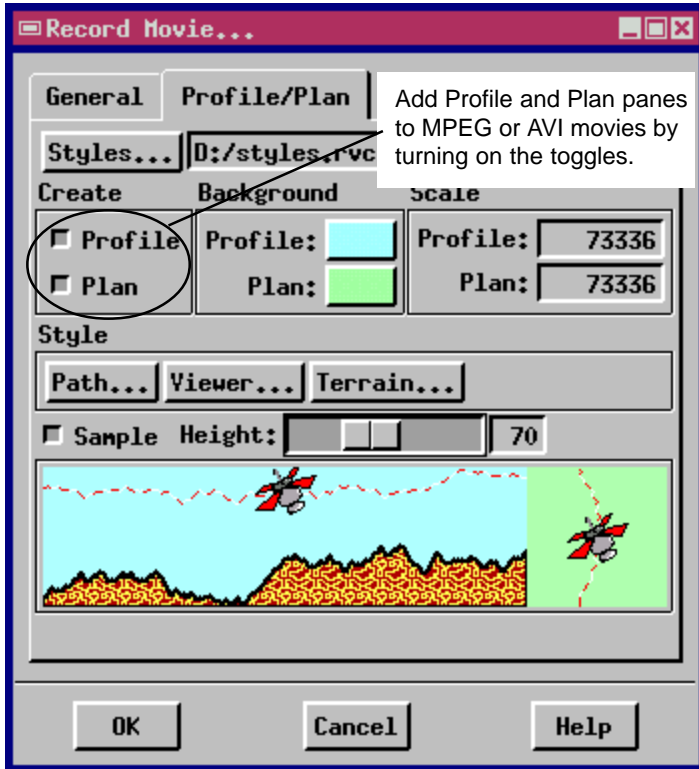 Record Movie...
General Profile/Plan
Add Profile and Plan panes
to MPEG or AVI movies by
turning on the toggles.
Styles... D:/styles.rvc
Create Background Scale
Profile Profile: Profile: 73336
Plan Plan: Plan: 73336
Style
Path... Viewer... Terrain...
Sample Height: 70
OK Cancel Help